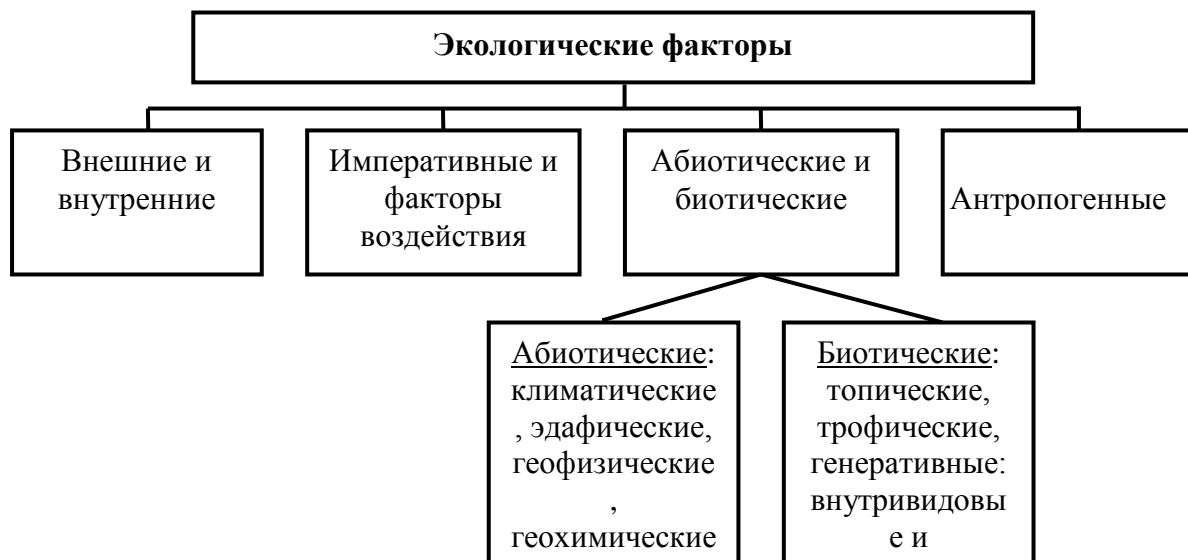 Экологические факторы
Внешние и
внутренние
Императивные и
факторы
воздействия
Абиотические и
биотические
Антропогенные
Абиотические:
климатические
, эдафические,
геофизические
,
геохимические
Биотические:
топические,
трофические,
генеративные:
внутривидовы
е и